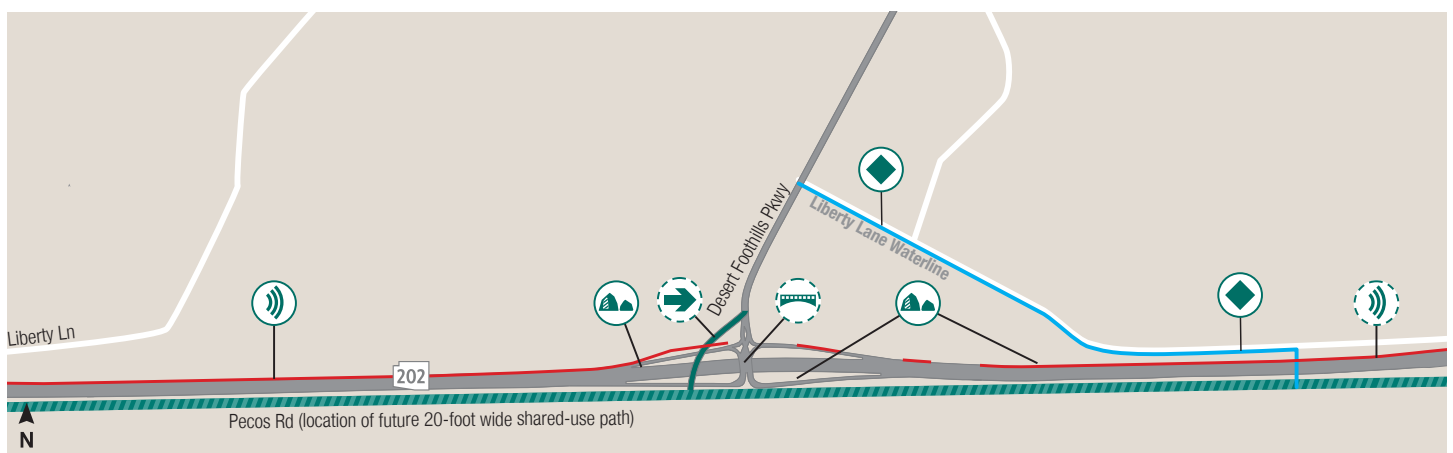 Desert Foothills Pkwy
Liberty Lane Waterline
Liberty Ln
202
Pecos Rd (location of future 20-foot wide shared-use path)
N